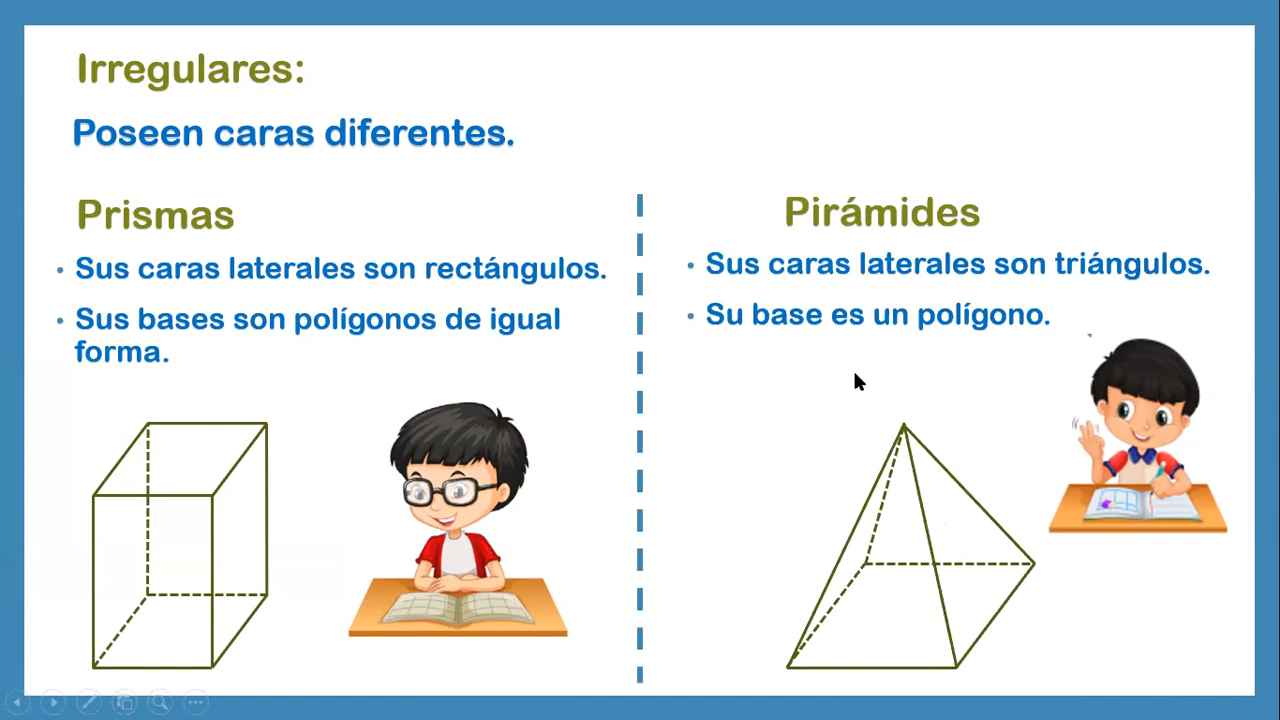 Irregulares:
Poseen caras diferentes.
Prismas
• Sus caras laterales son rectángulos.
• Sus bases son polígonos de igual
forma.
Pirámides
• Sus caras laterales son triángulos.
• Su base es un polígono.